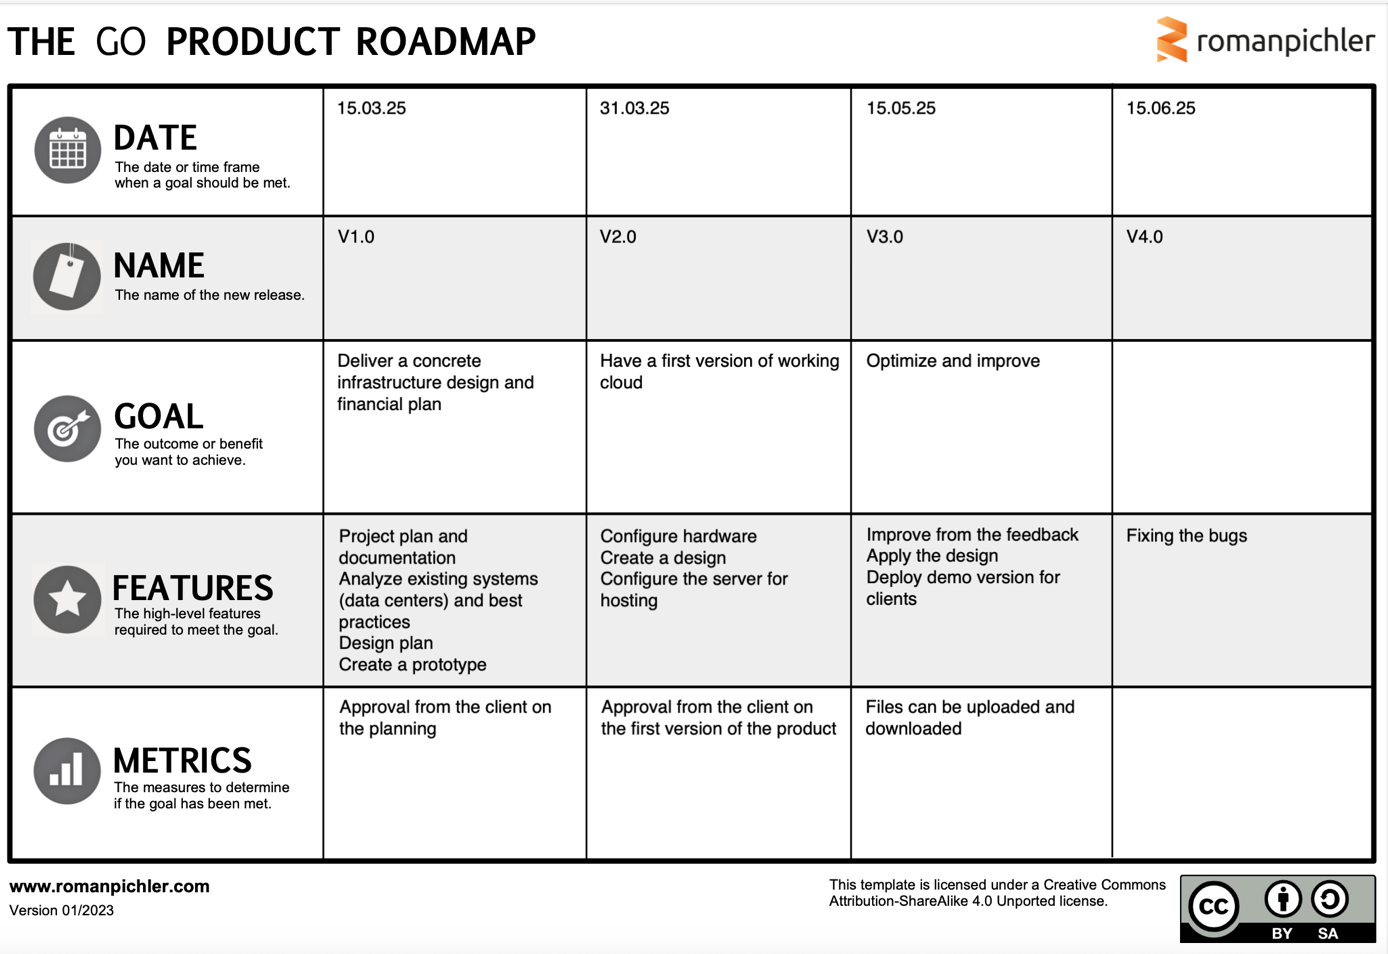 THE GO PRODUCT ROADMAP
romanpichler
DATE
The date or time frame
when a goal should be met.
15.03.25
31.03.25
15.05.25
15.06.25
NAME
The name of the new release.
V1.0
V2.0
V3.0
V4.0
GOAL
The outcome or benefit
you want to achieve.
Deliver a concrete
infrastructure design and
financial plan
Have a first version of working
cloud
Optimize and improve
FEATURES
The high-level features
required to meet the goal.
Project plan and
documentation
Analyze existing systems
(data centers) and best
practices
Design plan
Create a prototype
Configure hardware
Create a design
Configure the server for
hosting
Improve from the feedback
Apply the design
Deploy demo version for
clients
Fixing the bugs
METRICS
The measures to determine
if the goal has been met.
Approval from the client on
the planning
Approval from the client on
the first version of the product
Files can be uploaded and
downloaded
www.romanpichler.com
Version 01/2023
This template is licensed under a Creative Commons
Attribution-ShareAlike 4.0 Unported license.
cc
BY SA